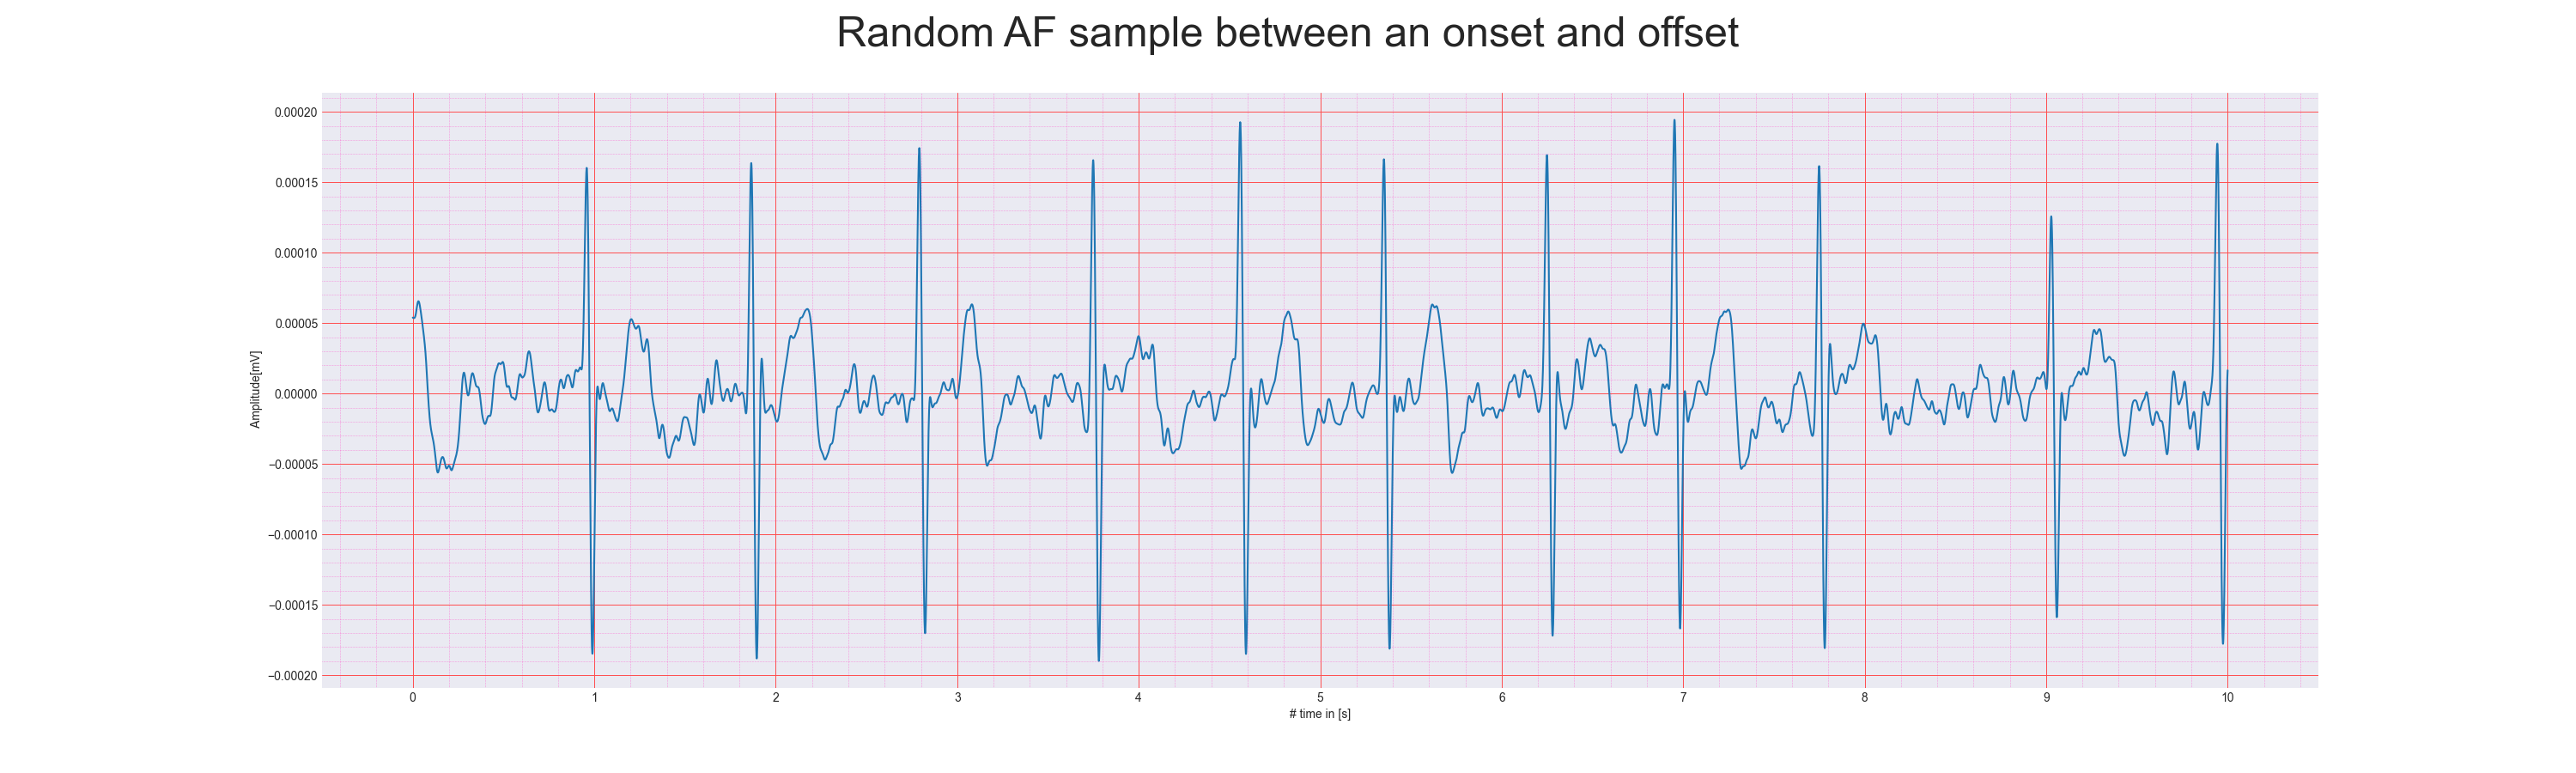 Random AF sample between an onset and offset
0.00020
0.00015
0.00010
0.00005
0.00000
−0.00005
−0.00010
−0.00015
−0.00020
Amplitude[mV]
0 1 2 3 4 5 6 7 8 9 10
# time in [s]